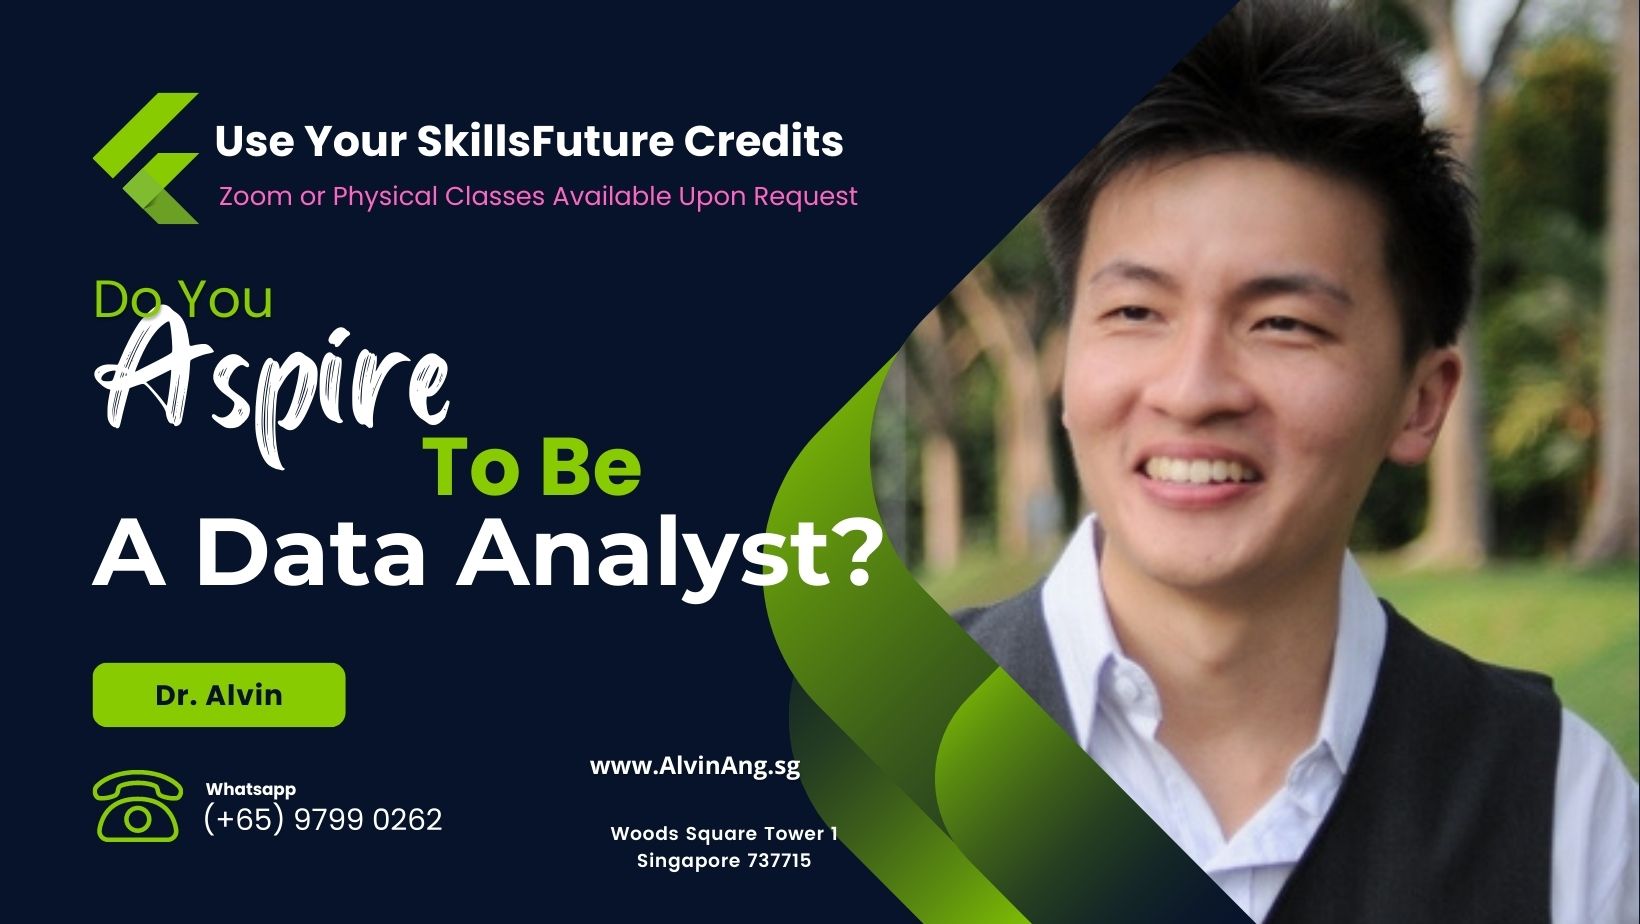 Use Your SkillsFuture Credits
Zoom or Physical Classes Available Upon Request
Do You
Aspire
To Be
A Data Analyst?
Dr. Alvin
Whatsapp
(+65) 9799 0262
www.AlvinAng.sg
Woods Square Tower 1
Singapore 737715